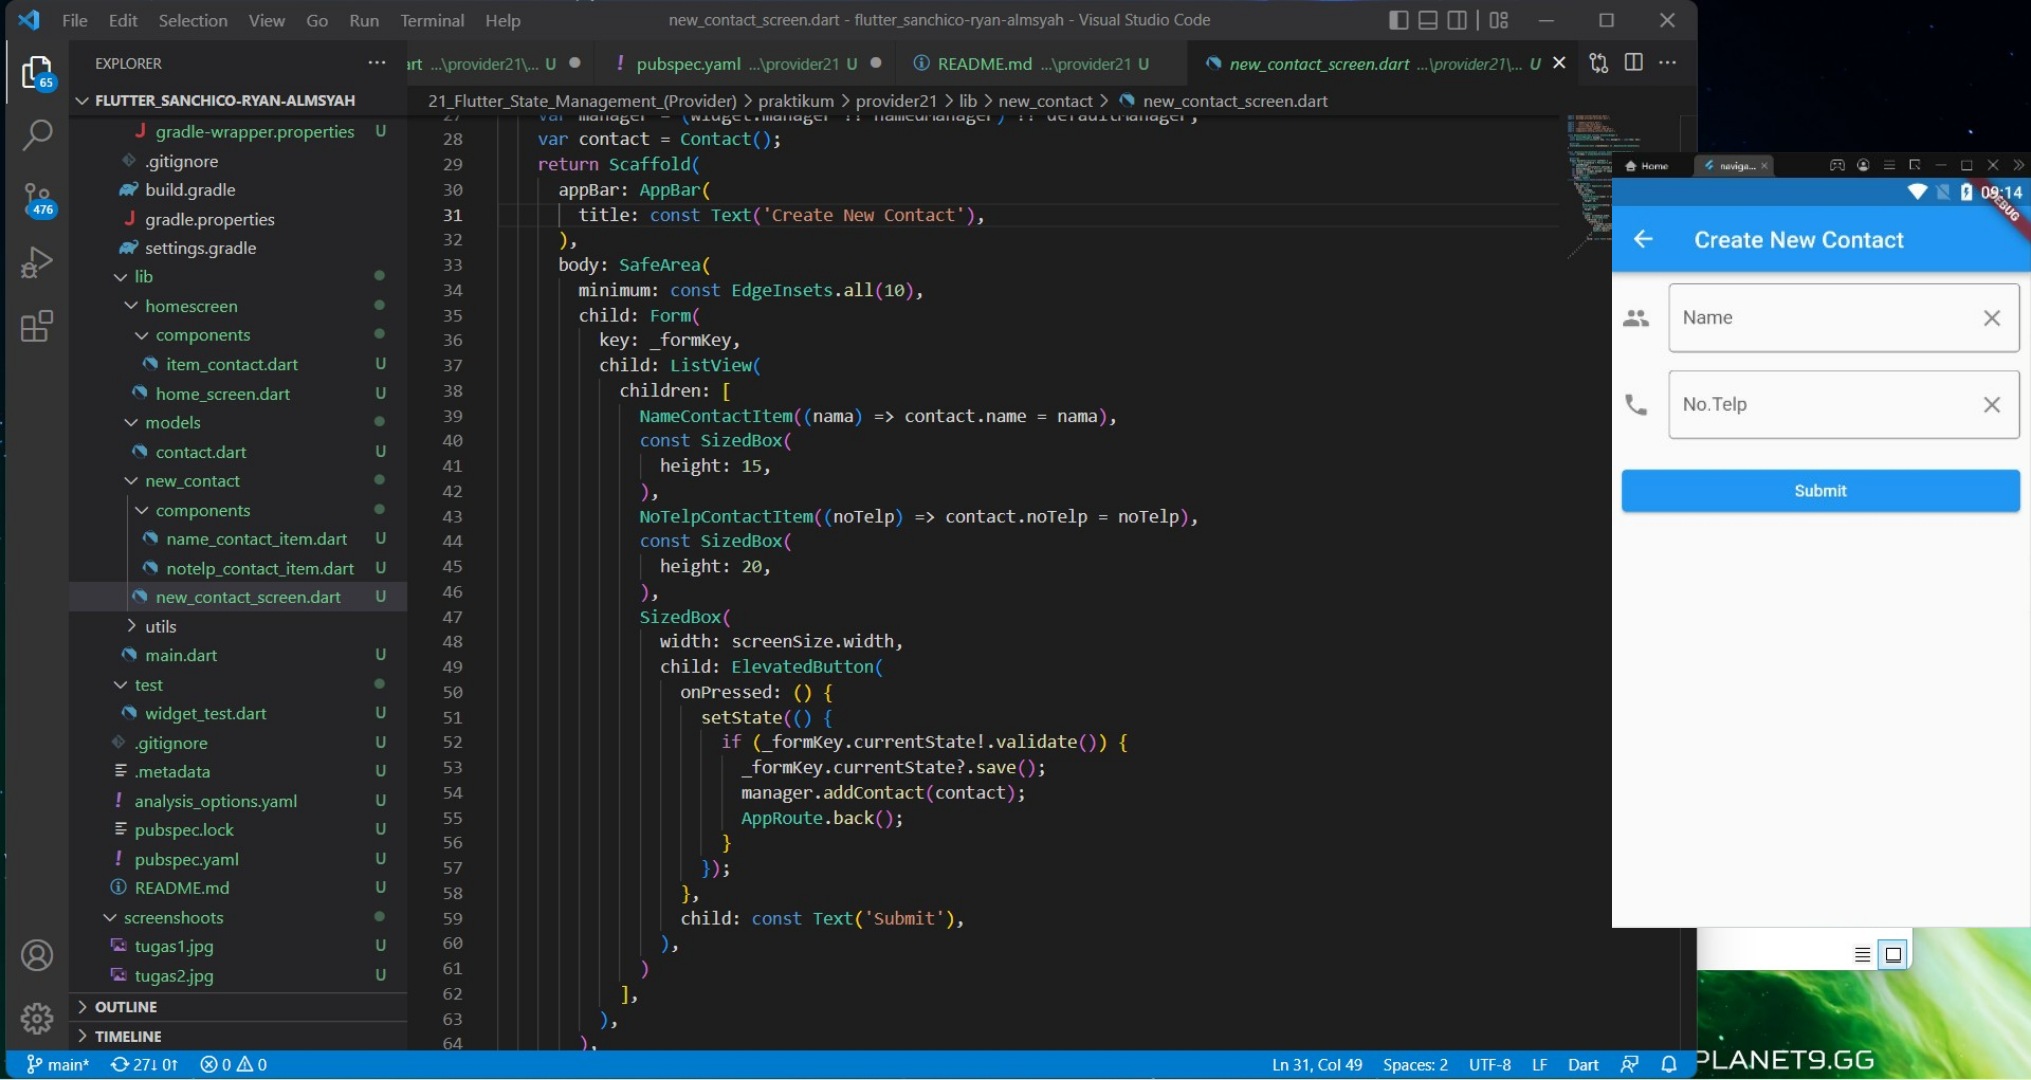 File Edit Selection View Go Run Terminal Help
new_contact_screen.dart - flutter_sanchico-ryan-almsyah - Visual Studio Code
65
476
EXPLORER
FLUTTER_SANCHICO-RYAN-ALMSYAH
gradle-wrapper.properties U
.gitignore
build.gradle
gradle.properties
settings.gradle
lib
homescreen
components
item_contact.dart U
home_screen.dart U
models
contact.dart U
new_contact
components
name_contact_item.dart U
notelp_contact_item.dart U
new_contact_screen.dart U
utils
main.dart U
test
widget_test.dart U
.gitignore U
.metadata U
analysis_options.yaml U
pubspec.lock U
pubspec.yaml U
README.md U
screenshoots
tugas1.jpg U
tugas2.jpg U
OUTLINE
TIMELINE
art ...\provider21\... U
! pubspec.yaml ...\provider21 U
README.md ...\provider21 U
new_contact_screen.dart ...\provider21\... U
21_Flutter_State_Management_(Provider) > praktikum > provider21 > lib > new_contact > new_contact_screen.dart
27 var manager = (widget.manager ?? namedManager) ?? defaultManager;
28 var contact = Contact();
29 return Scaffold(
30 appBar: AppBar(
31 title: const Text('Create New Contact'),
32 ),
33 body: SafeArea(
34 minimum: const EdgeInsets.all(10),
35 child: Form(
36 key: _formKey,
37 child: ListView(
38 children: [
39 NameContactItem((nama) => contact.name = nama),
40 const SizedBox(
41 height: 15,
42 ),
43 NoTelpContactItem((noTelp) => contact.noTelp = noTelp),
44 const SizedBox(
45 height: 20,
46 ),
47 SizedBox(
48 width: screenSize.width,
49 child: ElevatedButton(
50 onPressed: () {
51 setState(() {
52 if (_formKey.currentState!.validate()) {
53 _formKey.currentState?.save();
54 manager.addContact(contact);
55 AppRoute.back();
56 }
57 });
58 },
59 child: const Text('Submit'),
60 ),
61 )
62 ],
63 ),
64 ),
Home
naviga...
09:14
DEBUG
Create New Contact
Name
No.Telp
Submit
main* 27↓ 0↑ 0 0
Ln 31, Col 49 Spaces: 2 UTF-8 LF Dart
PLANET9.GG